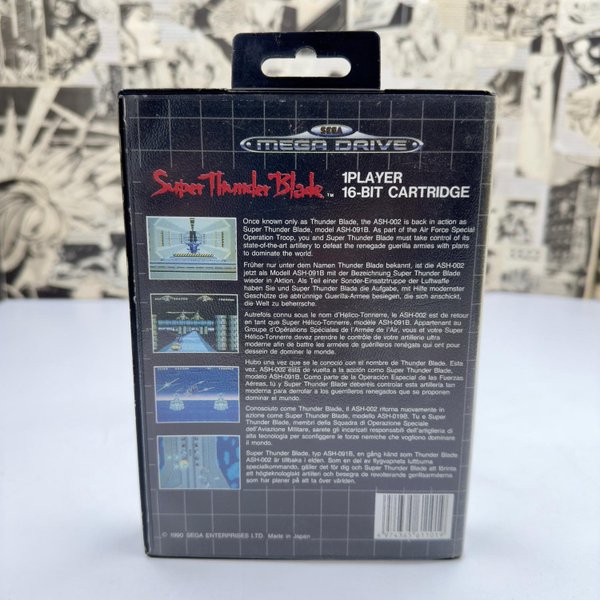 SEGA
MEGA DRIVE
Super Thunder Blade ™
1PLAYER
16-BIT CARTRIDGE
Once known only as Thunder Blade, the ASH-002 is back in action as
Super Thunder Blade, model ASH-091B. As part of the Air Force Special
Operation Troop, you and Super Thunder Blade must take control of its
state-of-the-art artillery to defeat the renegade guerilla armies with plans
to dominate the world.
Früher nur unter dem Namen Thunder Blade bekannt, ist die ASH-002
jetzt als Modell ASH-091B mit der Bezeichnung Super Thunder Blade
wieder in Aktion. Als Teil einer Sonder-Einsatztruppe der Luftwaffe
haben Sie und Super Thunder Blade die Aufgabe, mit Hilfe modernster
Geschütze die abtrünnige Guerilla-Armee besiegen, die sich anschickt,
die Welt zu beherrsche.
Autrefois connu sous le nom d'Hélico-Tonnerre, le ASH-002 est de retour
en tant que Super Hélico-Tonnerre, modèle ASH-091B. Appartenant au
Groupe d'Opérations Spéciales de l'Armée de l'Air, vous et votre Super
Hélico-Tonnerre devez prendre le contrôle de votre artillerie ultra
moderne afin de battre les armées de guérilleros renégats qui ont pour
dessein de dominer le monde.
Hubo una vez que se le conoció con el nombre de Thunder Blade. Esta
vez, ASH-002 da de vuelta a la acción como Super Thunder Blade,
modelo ASH-091B. Como parte de la Operación Especial de las Fuerzas
Aéreas, tú y Super Thunder Blade deberéis controlar esta artillería tan
moderna para derrotar a los guerrilleros renegados que se proponen
dominar el mundo.
Conosciuto come Thunder Blade, il ASH-002 ritorna nuovamente in
azione come Super Thunder Blade, modello ASH-019B. Tu e Super
Thunder Blade, membri della Squadra di Operazione Speciale
dell'Aviazione Militare, sarete gli incaricati responsabili dell'artiglieria di
alta tecnologia per sconfiggere le forze nemiche che vogliono dominare
il mondo.
Super Thunder Blade, typ ASH-091B, en gång känd som Thunder Blade
ASH-002 är tillbaka i elden. Som en del av flygvapnets luftburna
specialkommando, gäller det för dig och Super Thunder Blade att förinta
ett högteknologiskt artilleri och besegra de revolterande gerillaarméerna
som har planer på att ta över världen.
© 1990 SEGA ENTERPRISES LTD. Made in Japan